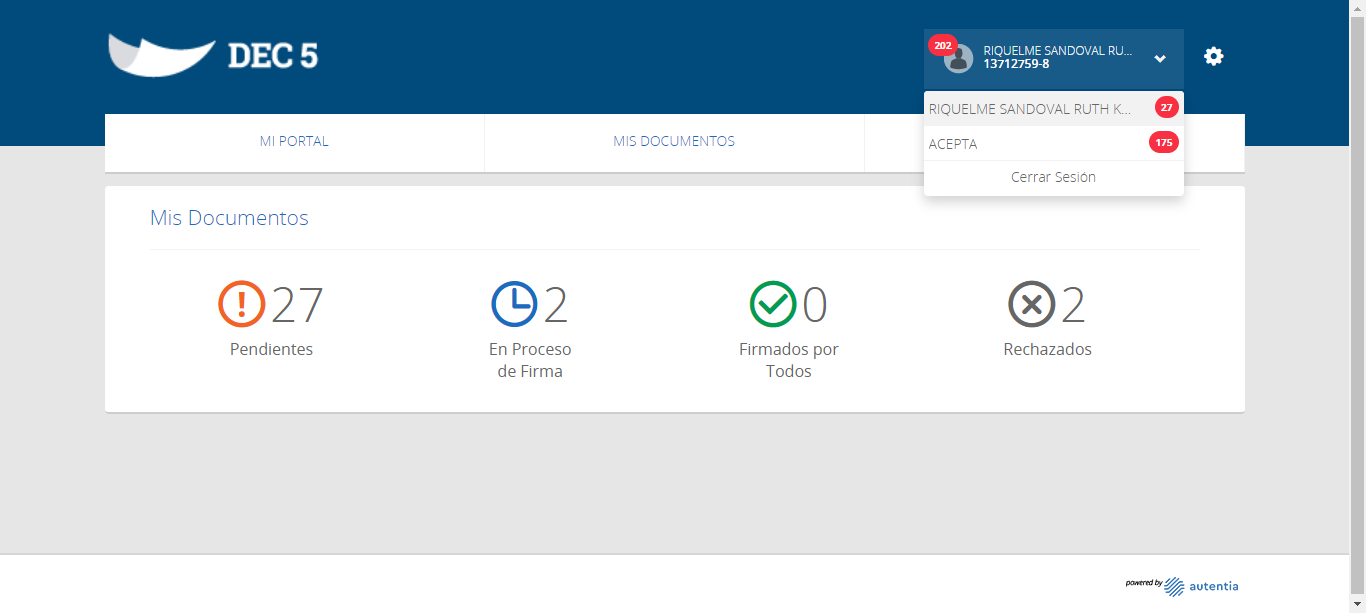 DEC 5
202
RIQUELME SANDOVAL RU...
13712759-8
RIQUELME SANDOVAL RUTH K...
27
ACEPTA
175
Cerrar Sesión
MI PORTAL
MIS DOCUMENTOS
Mis Documentos
27
Pendientes
2
En Proceso
de Firma
0
Firmados por
Todos
2
Rechazados
powered by
autentia